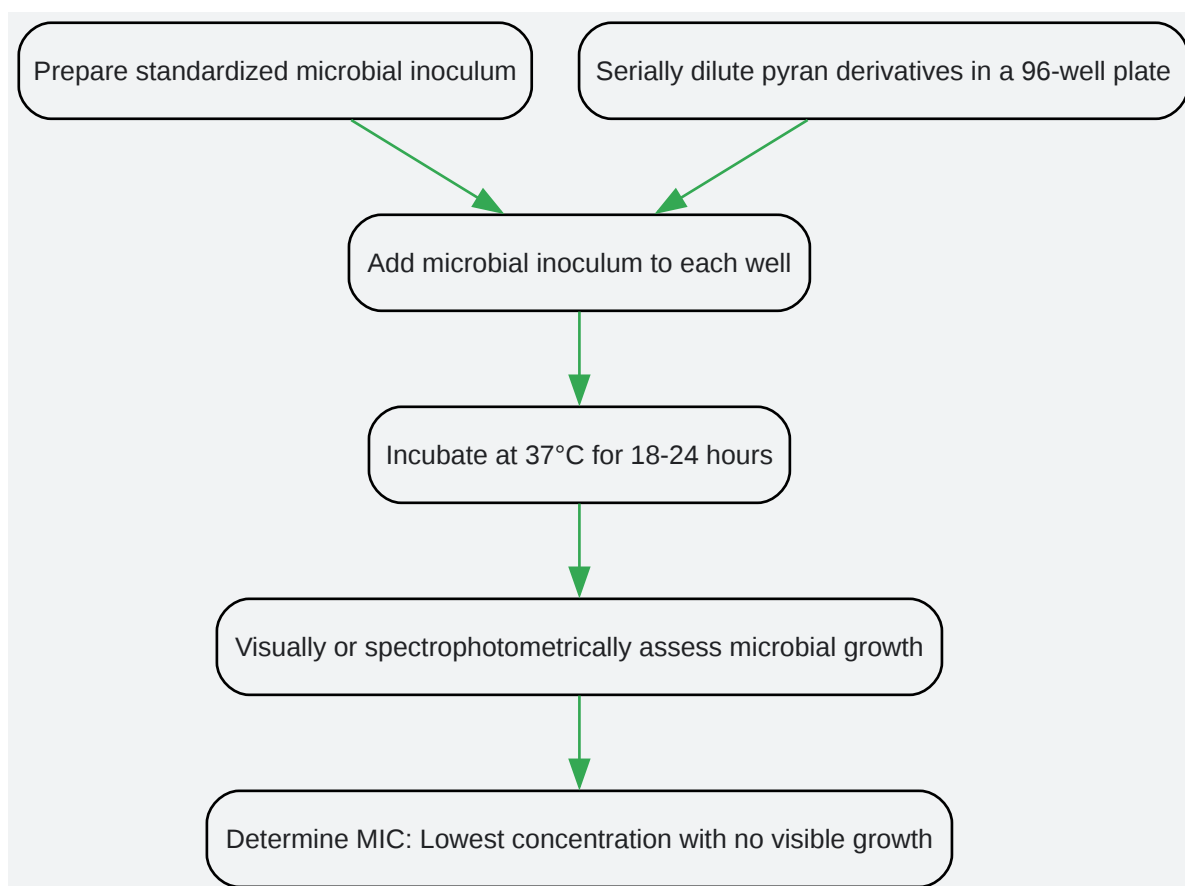 Prepare standardized microbial inoculum
Serially dilute pyran derivatives in a 96-well plate
Add microbial inoculum to each well
Incubate at 37°C for 18-24 hours
Visually or spectrophotometrically assess microbial growth
Determine MIC: Lowest concentration with no visible growth